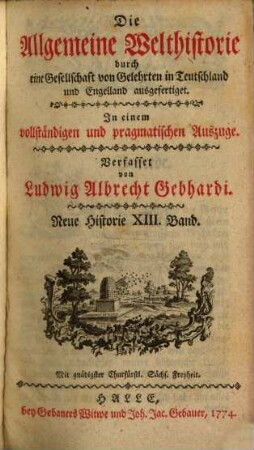 Die
Allgemeine Welthistorie
durch
eine Gesellschaft von Gelehrten in Teutschland
und Engelland ausgefertiget.
In einem
vollständigen und pragmatischen Auszuge.
Verfasset
von
Ludwig Albrecht Gebhardi.
Neue Historie XIII. Band.
Mit gnädigster Churfürstl. Sächs. Freyheit.
HALLE,
bey Gebauers Witwe und Joh. Jac. Gebauer, 1774.